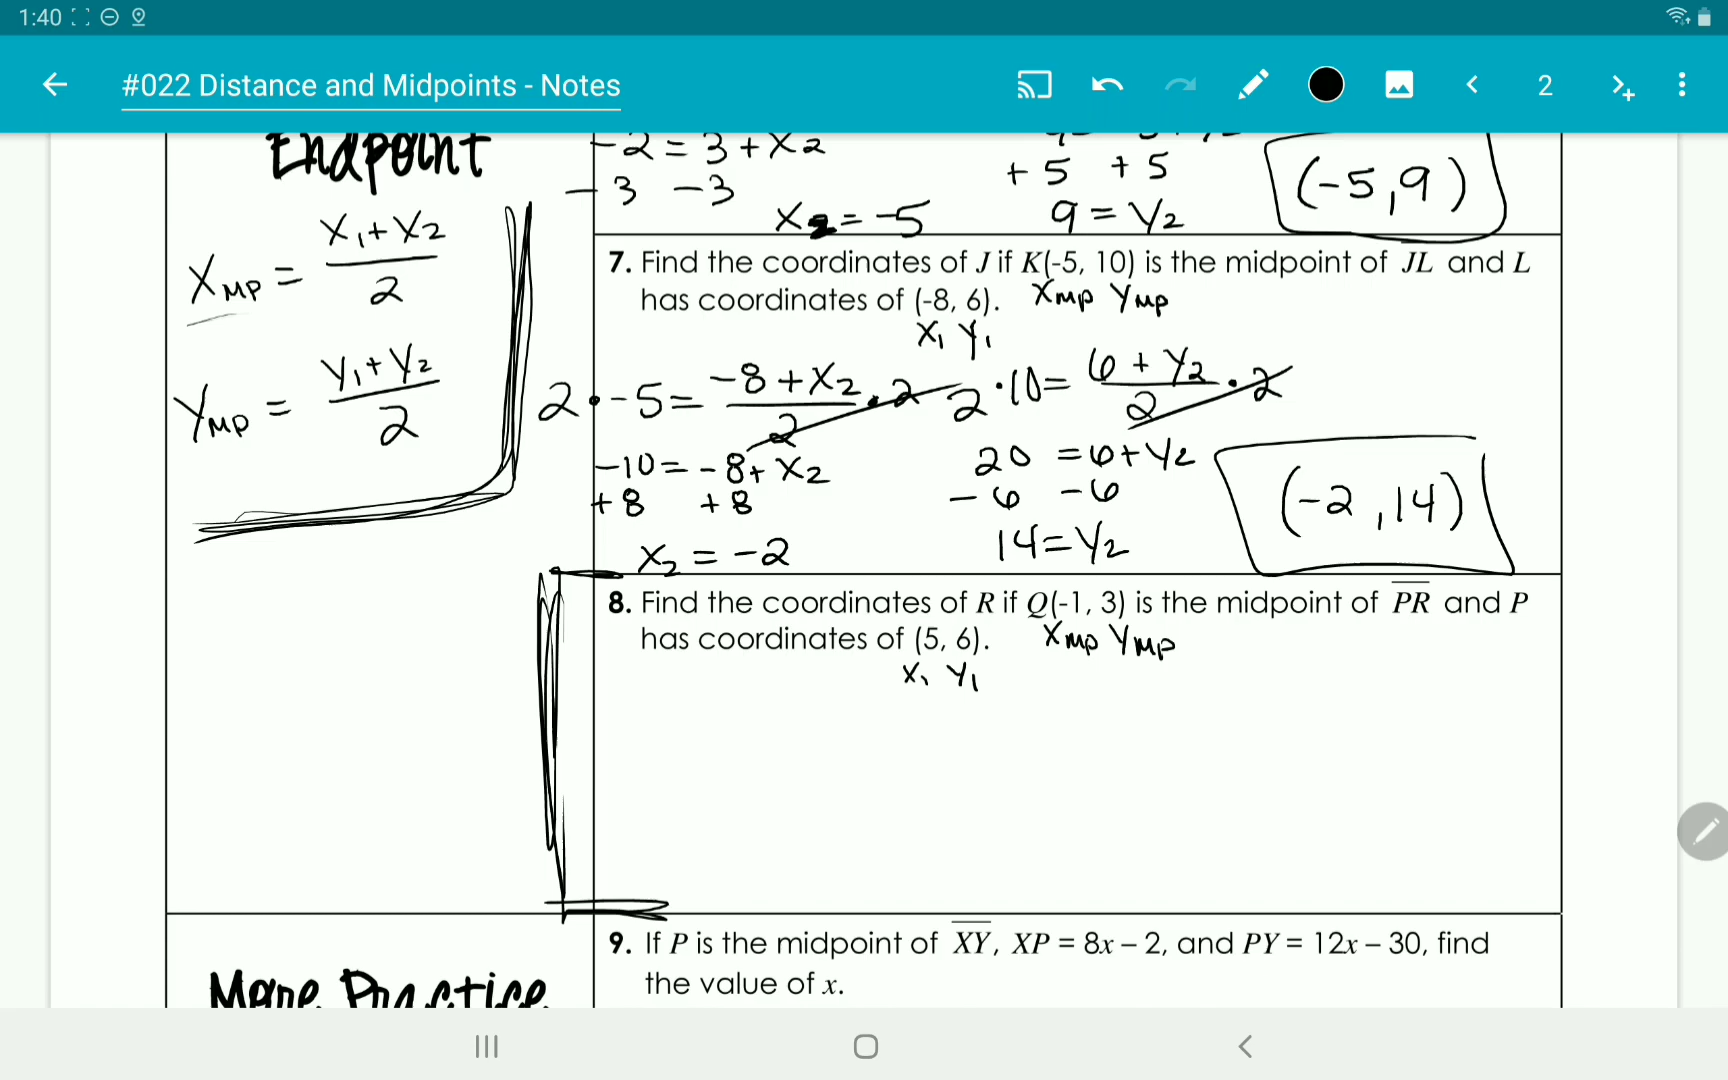 1:40
#022 Distance and Midpoints - Notes
2
Endpoint
X₁+X₂
X_MP =
2
Y₁+Y₂
Y_MP =
2
-2 = 3+X₂
-3 -3
X₂=-5
+5 +5
9=Y₂
(-5,9)
7. Find the coordinates of J if K(-5, 10) is the midpoint of JL and L
has coordinates of (-8, 6). X_MP Y_MP
X₁ Y₁
2·-5= -8+X₂/2 ·2 2·10= 6+Y₂/2 ·2
-10=-8+X₂ 20 =6+Y₂
+8 +8 -6 -6
X₂ = -2 14=Y₂
(-2,14)
8. Find the coordinates of R if Q(-1, 3) is the midpoint of PR and P
has coordinates of (5, 6). X_MP Y_MP
X₁ Y₁
More Practice
9. If P is the midpoint of XY, XP = 8x – 2, and PY = 12x – 30, find
the value of x.